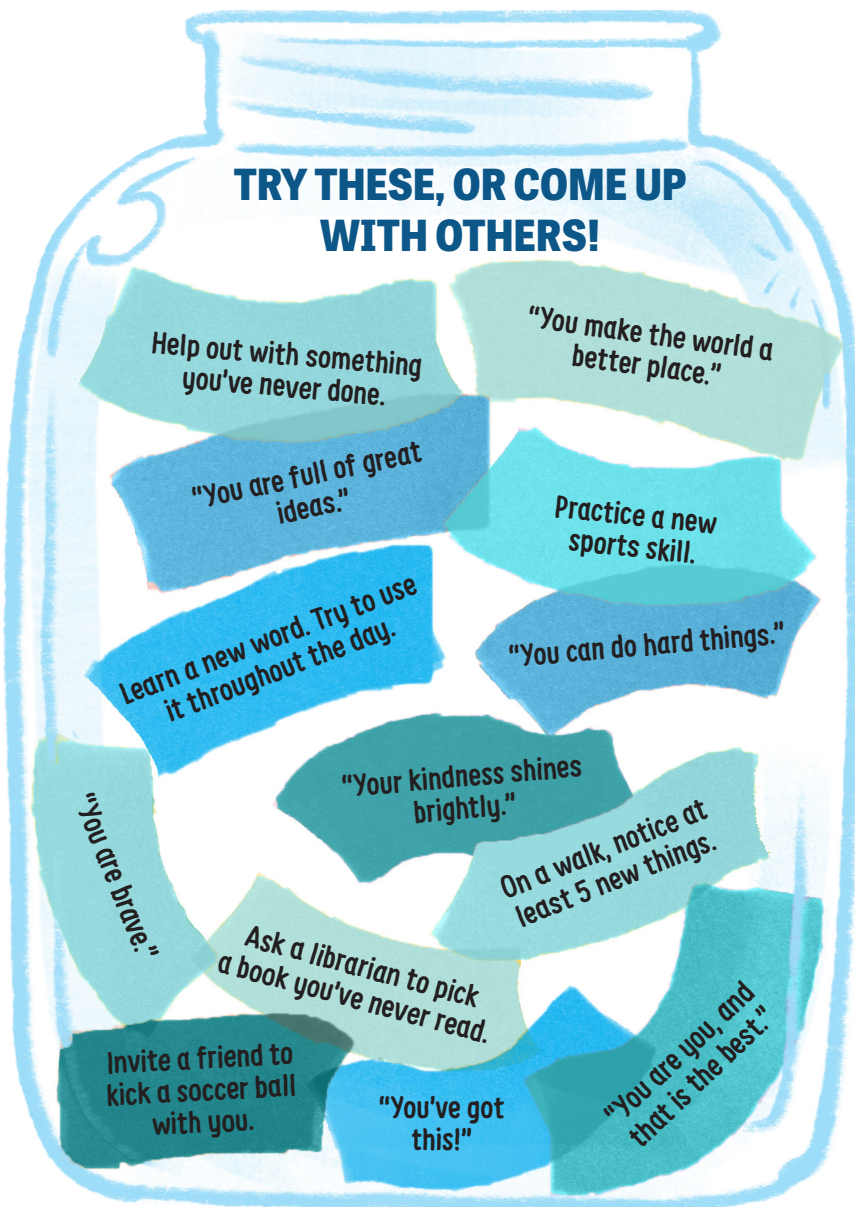 TRY THESE, OR COME UP
WITH OTHERS!
Help out with something
you've never done.
“You make the world a
better place.”
“You are full of great
ideas.”
Practice a new
sports skill.
Learn a new word. Try to use
it throughout the day.
“You can do hard things.”
“Your kindness shines
brightly.”
“You are brave.”
On a walk, notice at
least 5 new things.
Ask a librarian to pick
a book you've never read.
Invite a friend to
kick a soccer ball
with you.
“You've got
this!”
“You are you, and
that is the best.”